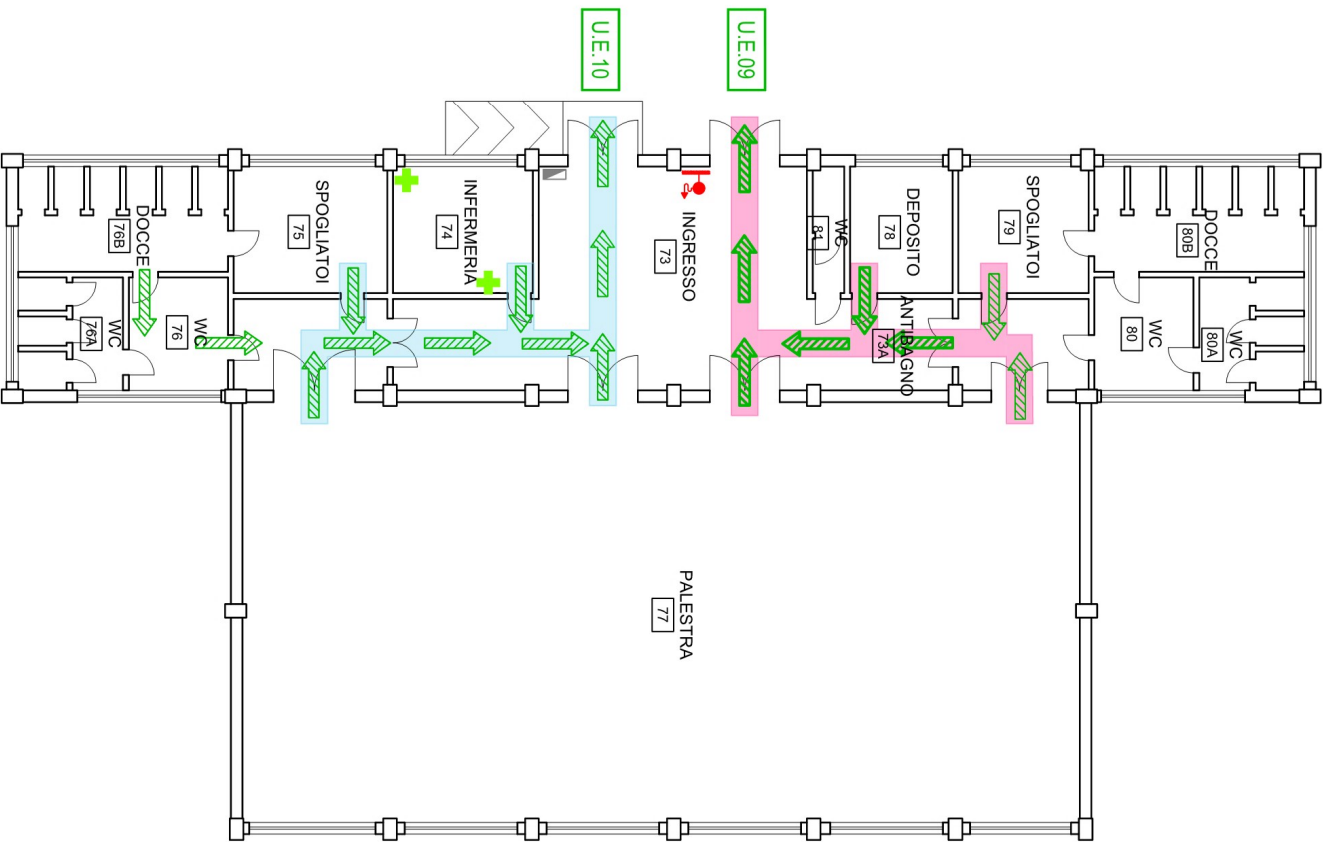 U.E.10
U.E.09
DOCCE
76B
SPOGLIATOI
75
INFERMERIA
74
INGRESSO
73
WC
81
DEPOSITO
78
SPOGLIATOI
79
DOCCE
80B
WC
76A
WC
76
ANTIBAGNO
73A
WC
80
WC
80A
PALESTRA
77